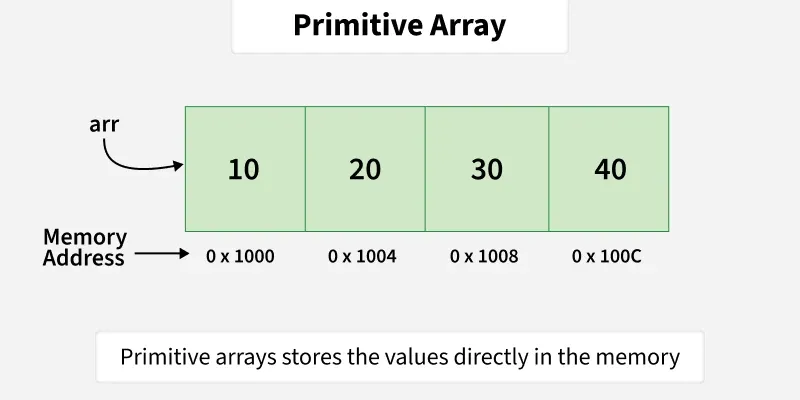 Primitive Array
arr
10 20 30 40
Memory
Address
0 x 1000 0 x 1004 0 x 1008 0 x 100C
Primitive arrays stores the values directly in the memory